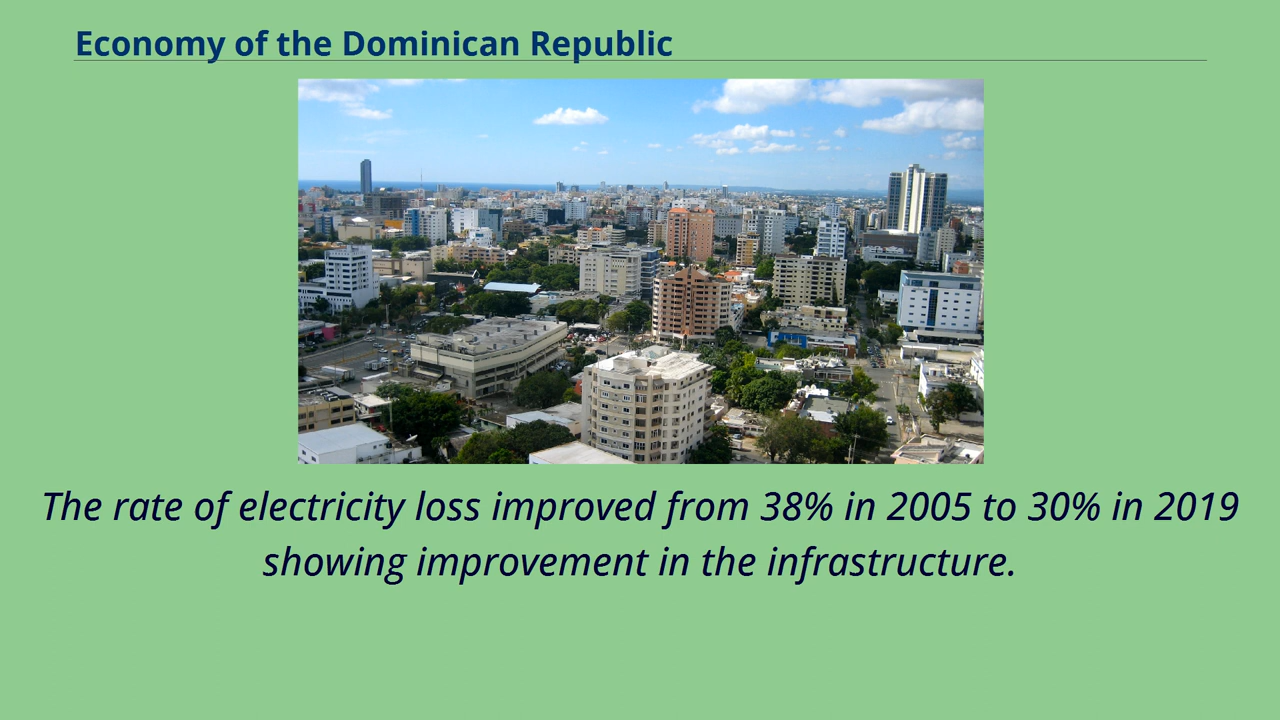 Economy of the Dominican Republic
The rate of electricity loss improved from 38% in 2005 to 30% in 2019
showing improvement in the infrastructure.